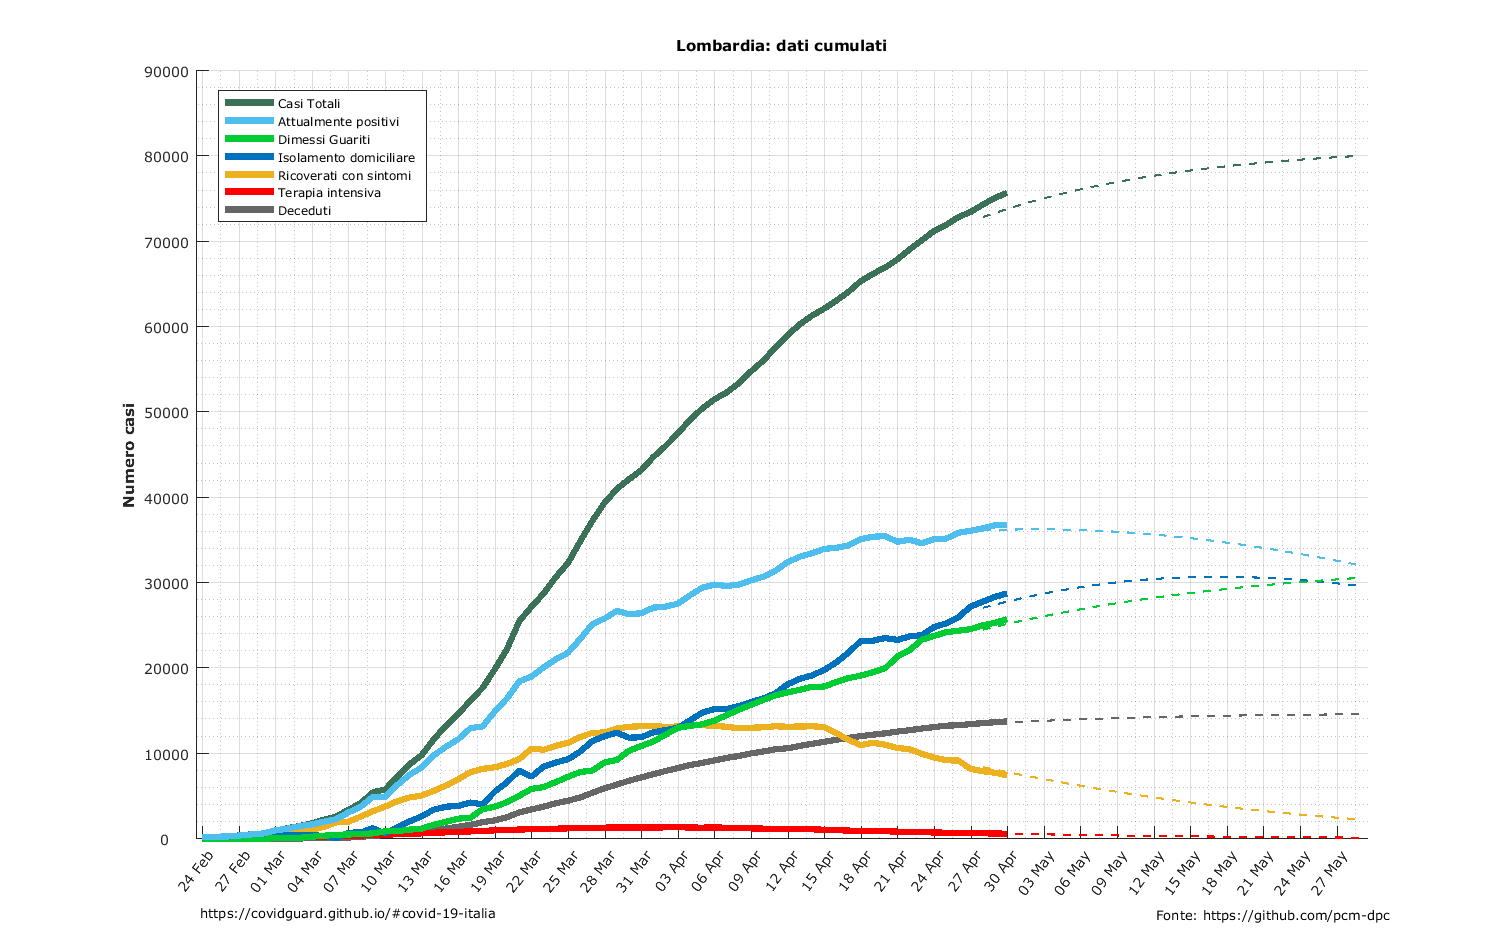 Lombardia: dati cumulati
90000
80000
70000
60000
50000
40000
30000
20000
10000
0
Numero casi
Casi Totali
Attualmente positivi
Dimessi Guariti
Isolamento domiciliare
Ricoverati con sintomi
Terapia intensiva
Deceduti
24 Feb
27 Feb
01 Mar
04 Mar
07 Mar
10 Mar
13 Mar
16 Mar
19 Mar
22 Mar
25 Mar
28 Mar
31 Mar
03 Apr
06 Apr
09 Apr
12 Apr
15 Apr
18 Apr
21 Apr
24 Apr
27 Apr
30 Apr
03 May
06 May
09 May
12 May
15 May
18 May
21 May
24 May
27 May
https://covidguard.github.io/#covid-19-italia
Fonte: https://github.com/pcm-dpc